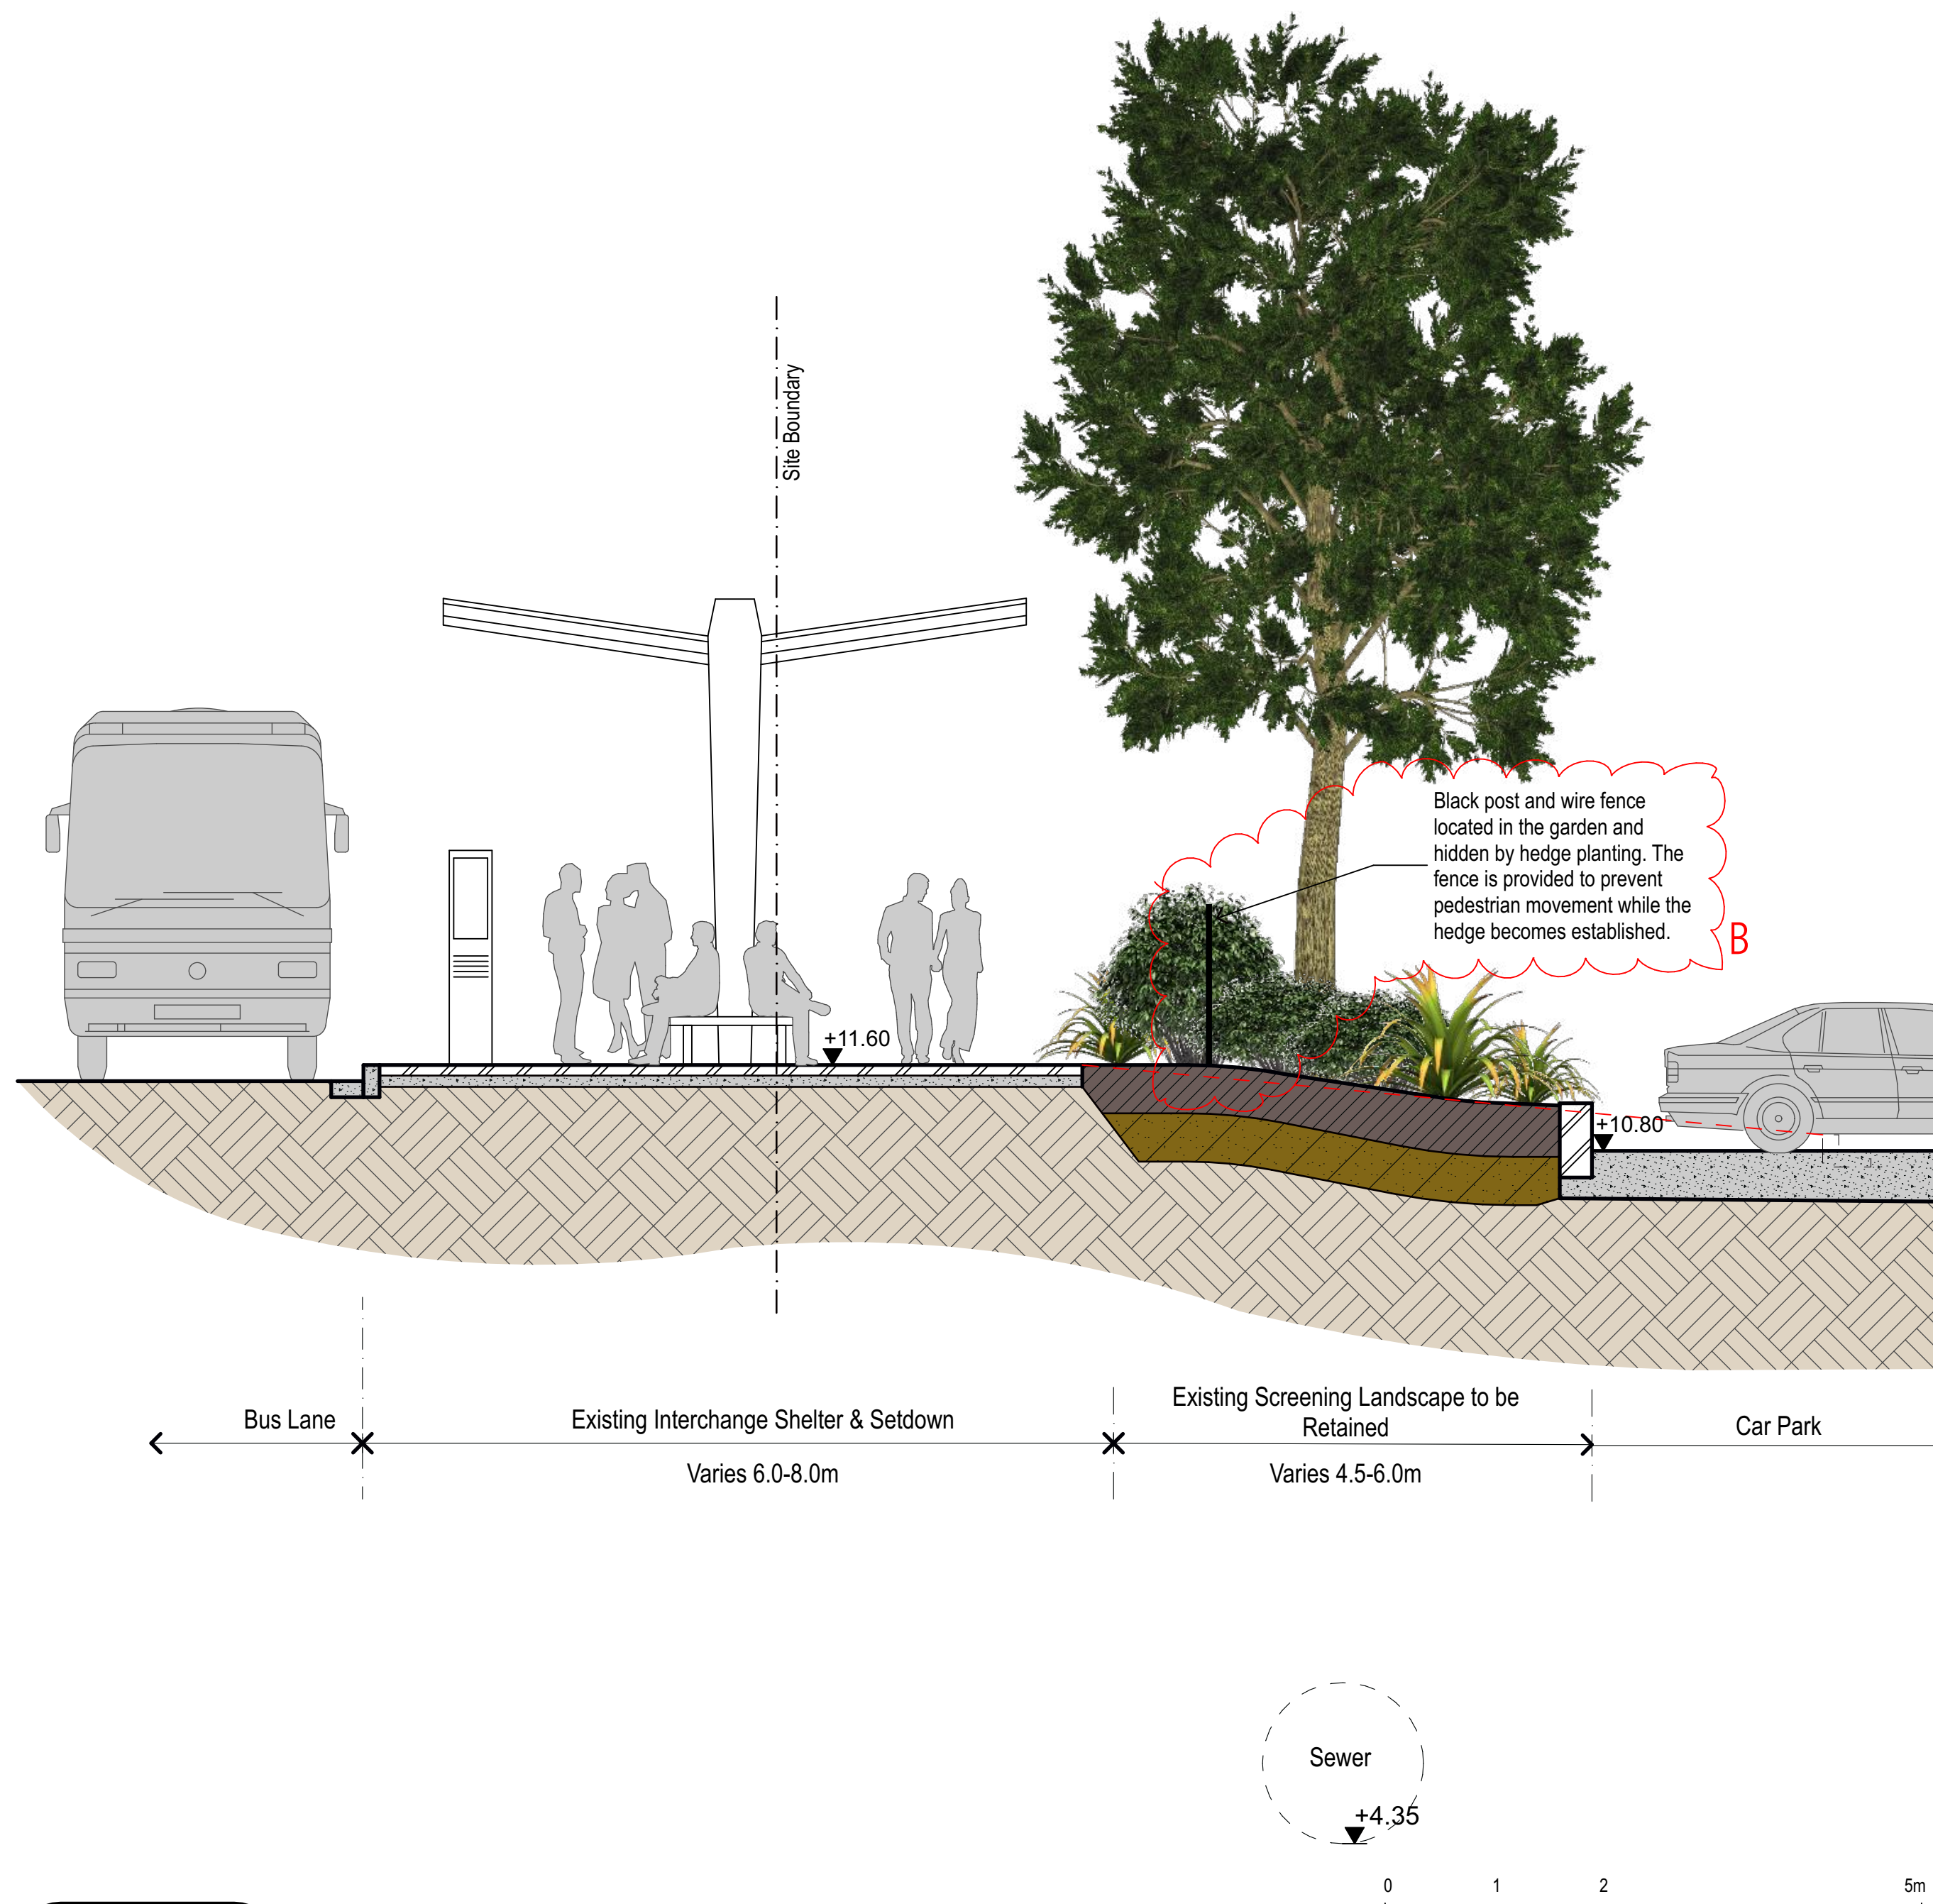 Site Boundary
Black post and wire fence
located in the garden and
hidden by hedge planting. The
fence is provided to prevent
pedestrian movement while the
hedge becomes established.
B
+11.60
+10.80
Bus Lane
Existing Interchange Shelter & Setdown
Varies 6.0-8.0m
Existing Screening Landscape to be
Retained
Varies 4.5-6.0m
Car Park
Sewer
+4.35
0 1 2 5m